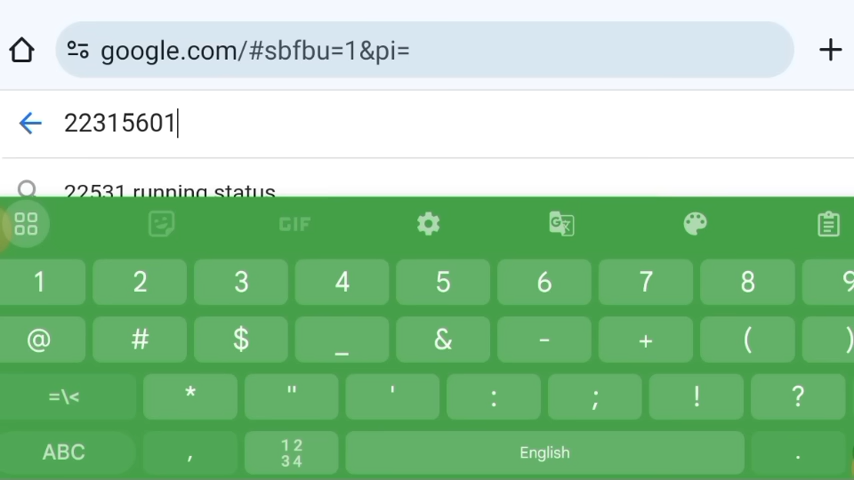 google.com/#sbfbu=1&pi=
22315601
22531 running status
GIF
1 2 3 4 5 6 7 8 9
@ # $ _ & - + ( )
=\< * " ' : ; ! ?
ABC , 12 34 English .